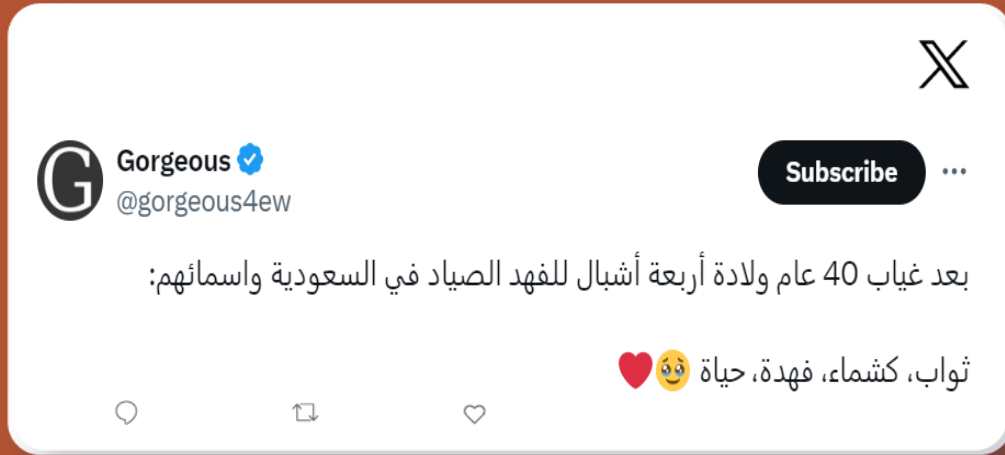 Gorgeous
@gorgeous4ew
Subscribe
بعد غياب 40 عام ولادة أربعة أشبال للفهد الصياد في السعودية واسمائهم:
ثواب، كشماء، فهدة، حياة 🥹❤️